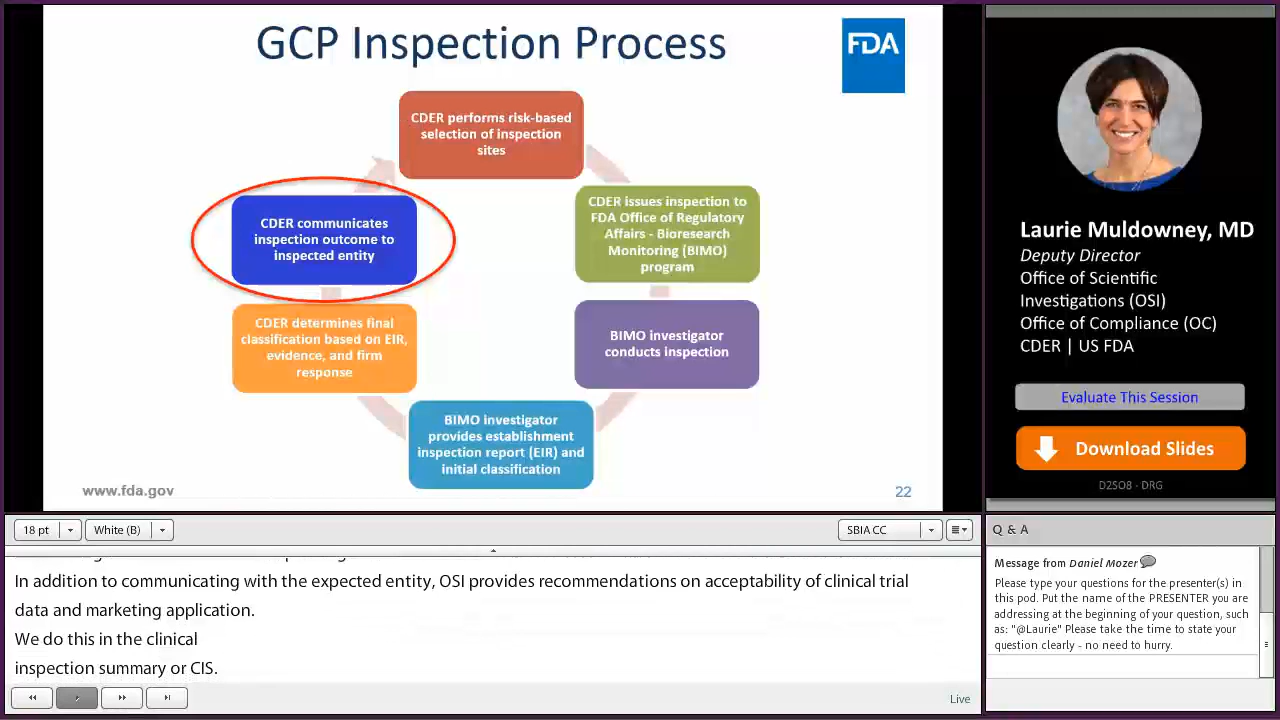 GCP Inspection Process
FDA
CDER performs risk-based
selection of inspection
sites
CDER issues inspection to
FDA Office of Regulatory
Affairs - Bioresearch
Monitoring (BIMO)
program
BIMO investigator
conducts inspection
BIMO investigator
provides establishment
inspection report (EIR) and
initial classification
CDER determines final
classification based on EIR,
evidence, and firm
response
CDER communicates
inspection outcome to
inspected entity
www.fda.gov
22
Laurie Muldowney, MD
Deputy Director
Office of Scientific
Investigations (OSI)
Office of Compliance (OC)
CDER | US FDA
Evaluate This Session
Download Slides
D2SO8 - DRG
18 pt
White (B)
SBIA CC
In addition to communicating with the expected entity, OSI provides recommendations on acceptability of clinical trial
data and marketing application.
We do this in the clinical
inspection summary or CIS.
Live
Q & A
Message from Daniel Mozer
Please type your questions for the presenter(s) in
this pod. Put the name of the PRESENTER you are
addressing at the beginning of your question, such
as: "@Laurie" Please take the time to state your
question clearly - no need to hurry.